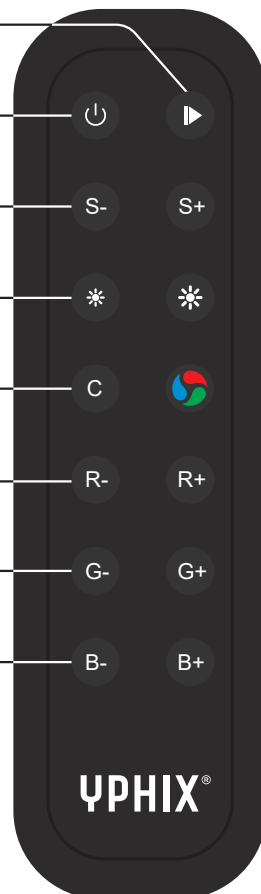 S- S+
C
R- R+
G- G+
B- B+
YPHIX®